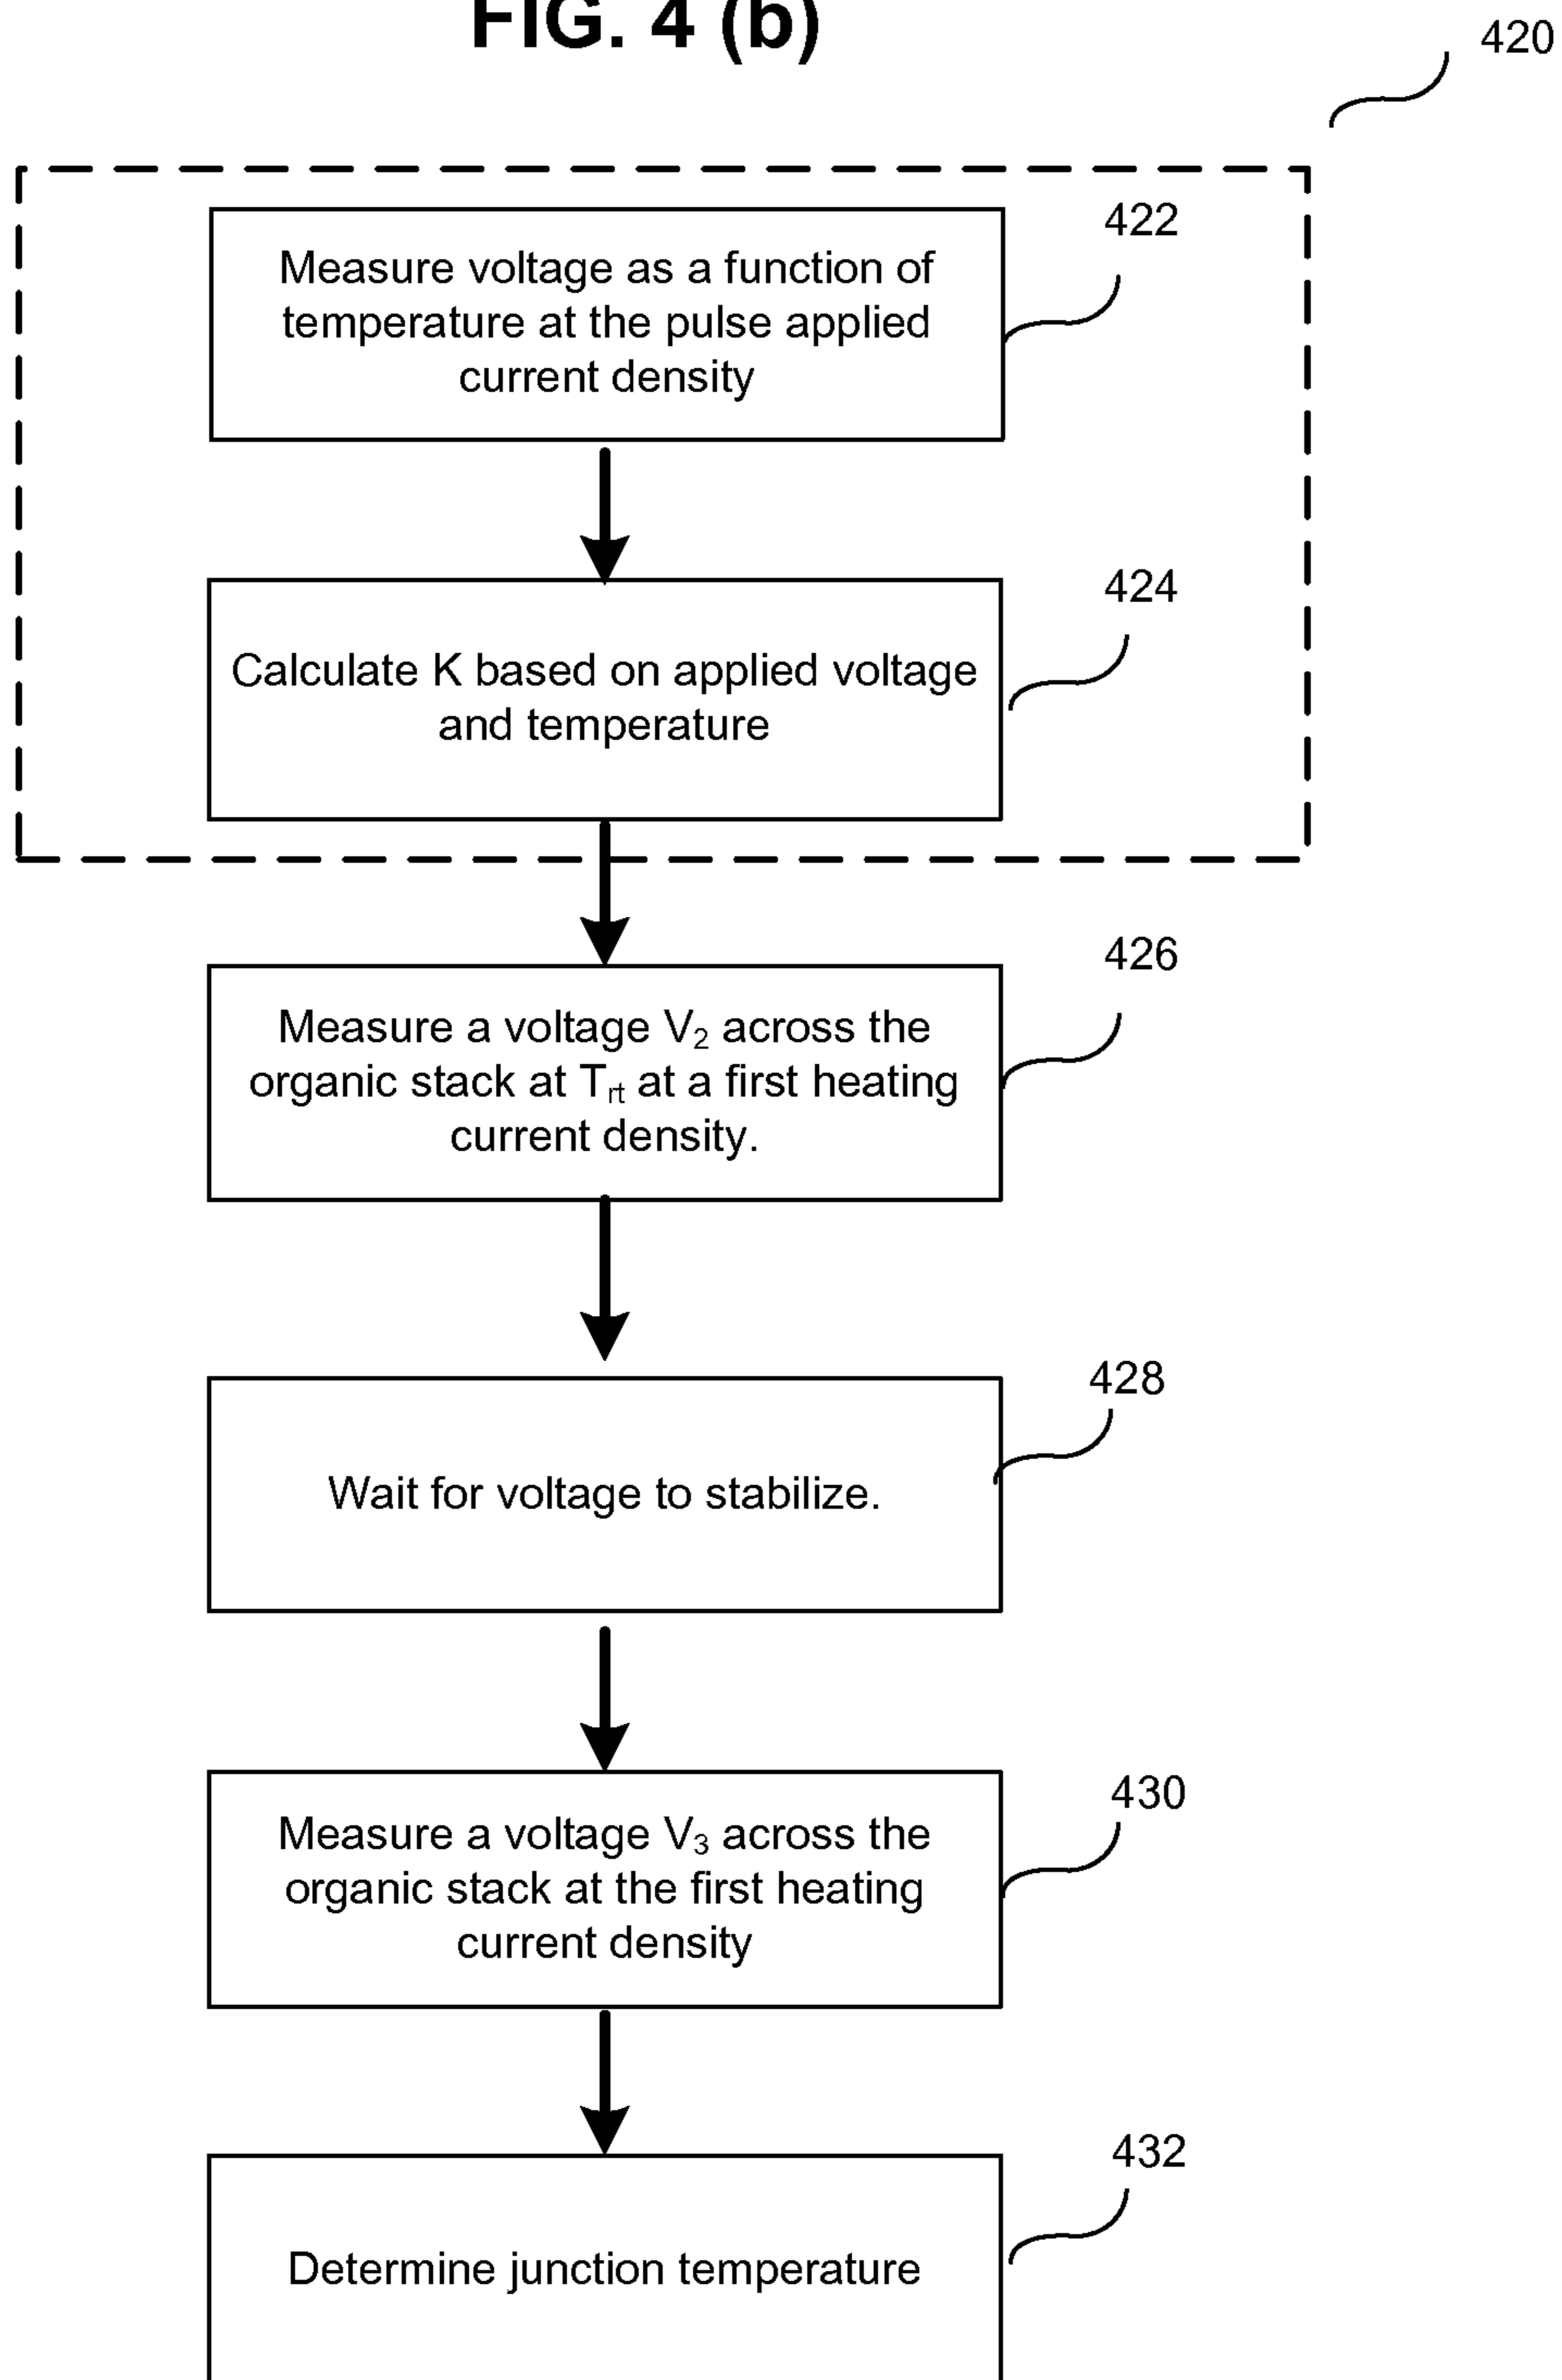 FIG. 4 (b)
420
422
Measure voltage as a function of
temperature at the pulse applied
current density
424
Calculate K based on applied voltage
and temperature
426
Measure a voltage V₂ across the
organic stack at Tᵣₜ at a first heating
current density.
428
Wait for voltage to stabilize.
430
Measure a voltage V₃ across the
organic stack at the first heating
current density
432
Determine junction temperature